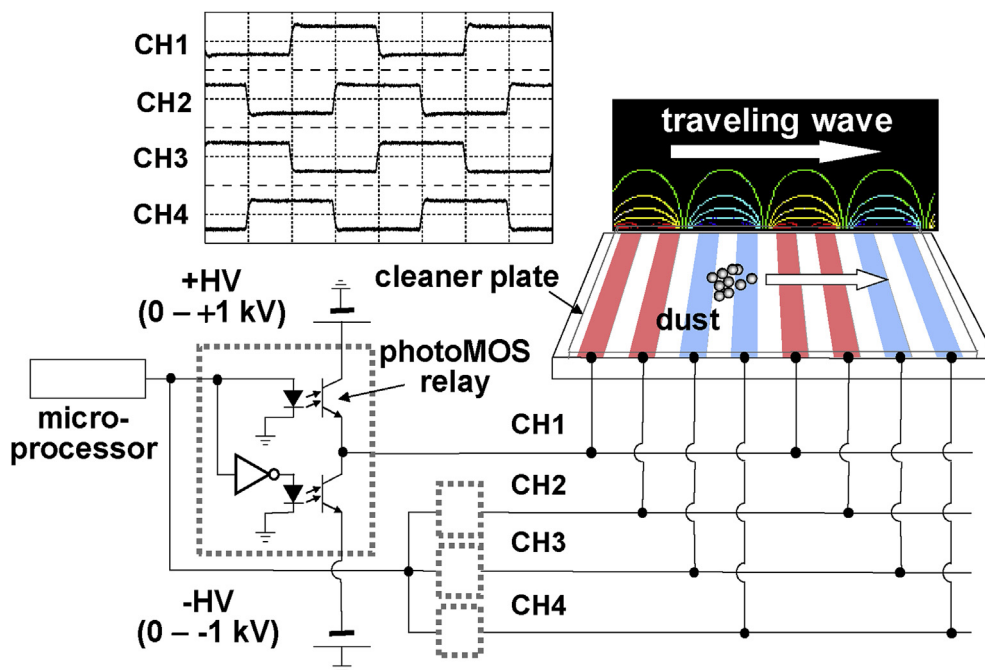 CH1
CH2
CH3
CH4
traveling wave
cleaner plate
dust
+HV
(0 – +1 kV)
photoMOS
relay
micro-
processor
CH1
CH2
CH3
CH4
-HV
(0 – -1 kV)